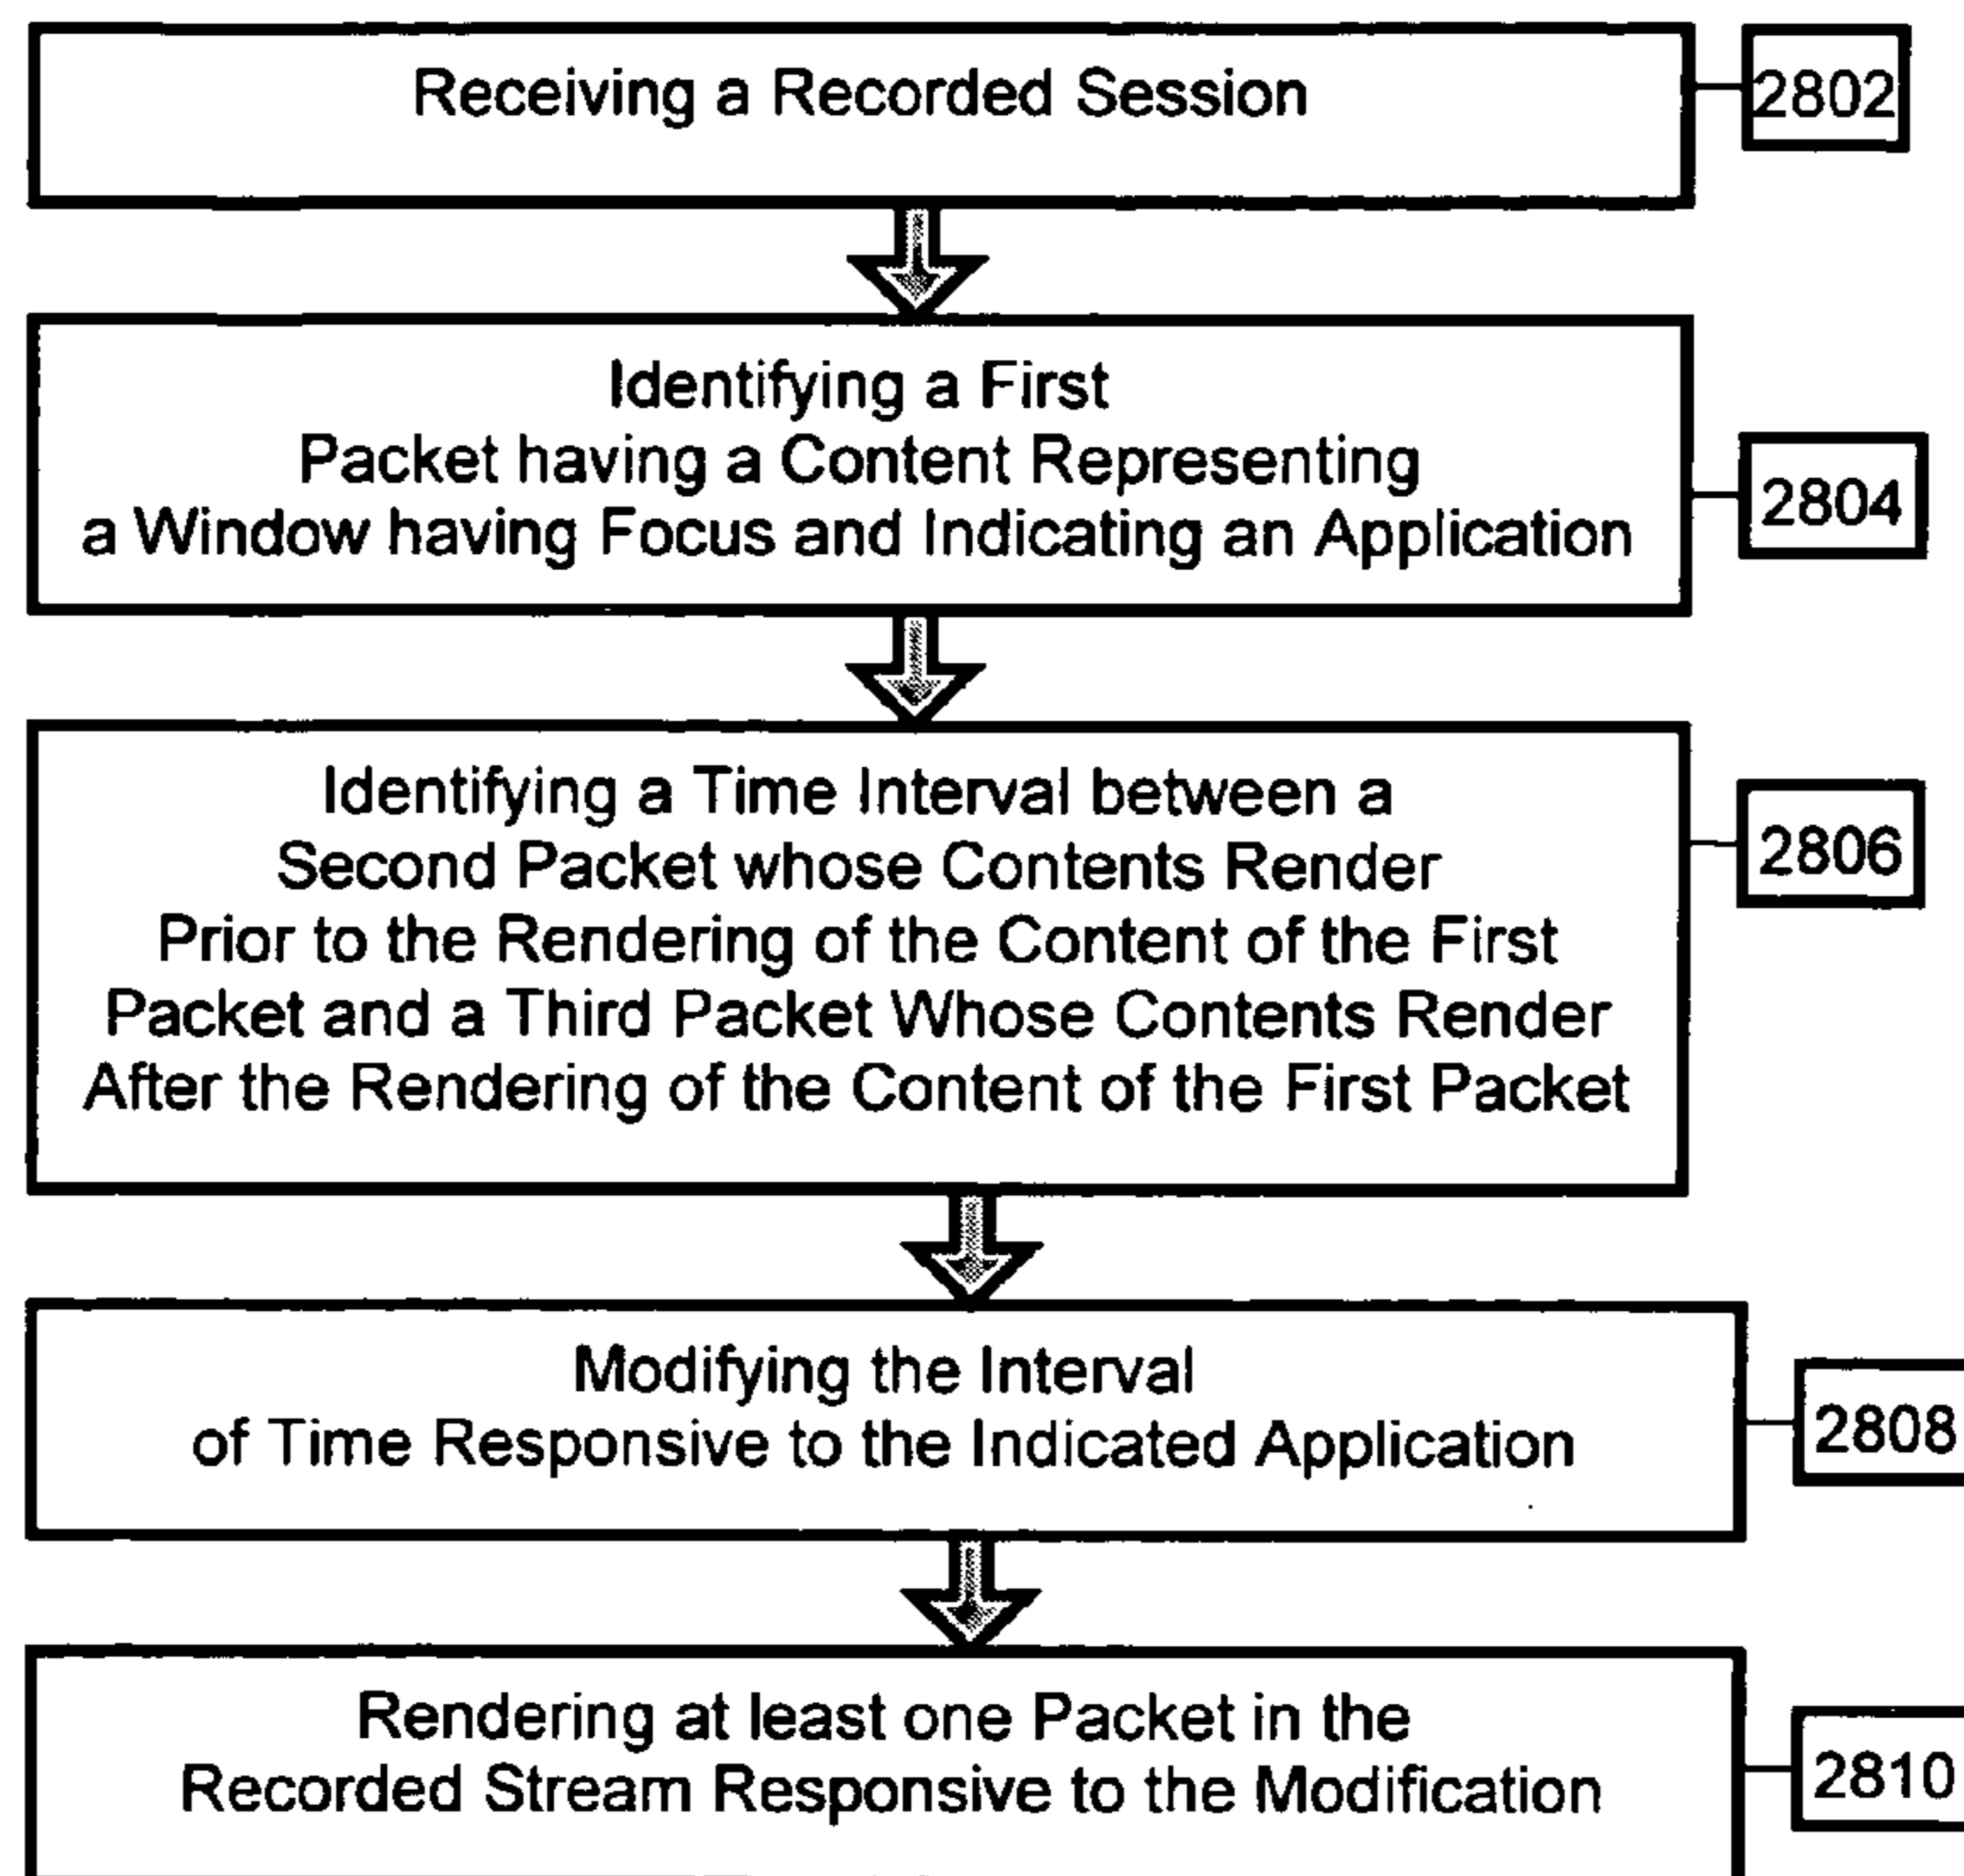 Receiving a Recorded Session
2802
Identifying a First
Packet having a Content Representing
a Window having Focus and Indicating an Application
2804
Identifying a Time Interval between a
Second Packet whose Contents Render
Prior to the Rendering of the Content of the First
Packet and a Third Packet Whose Contents Render
After the Rendering of the Content of the First Packet
2806
Modifying the Interval
of Time Responsive to the Indicated Application
2808
Rendering at least one Packet in the
Recorded Stream Responsive to the Modification
2810